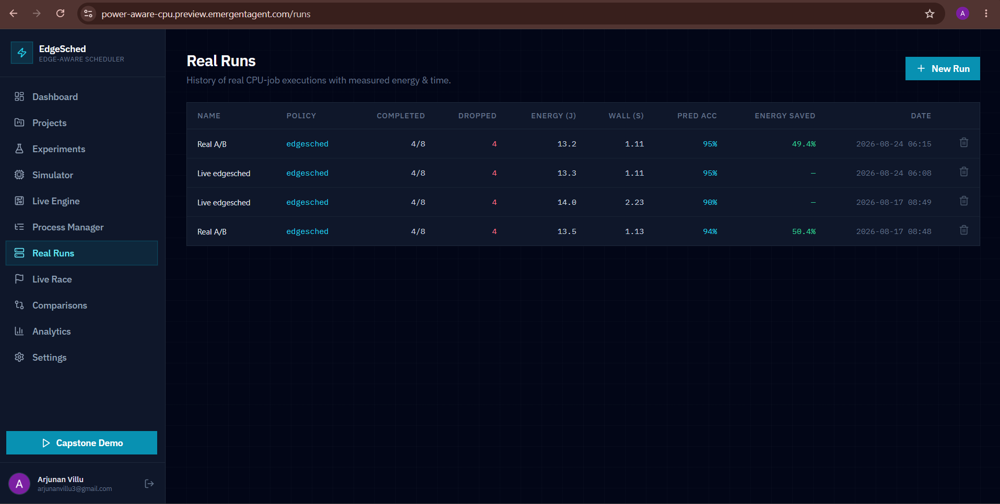 power-aware-cpu.preview.emergentagent.com/runs
A
EdgeSched
EDGE-AWARE SCHEDULER
Dashboard
Projects
Experiments
Simulator
Live Engine
Process Manager
Real Runs
Live Race
Comparisons
Analytics
Settings
Capstone Demo
A
Arjunan Villu
arjunanvillu3@gmail.com
Real Runs
History of real CPU-job executions with measured energy & time.
+ New Run
NAME POLICY COMPLETED DROPPED ENERGY (J) WALL (S) PRED ACC ENERGY SAVED DATE
Real A/B edgesched 4/8 4 13.2 1.11 95% 49.4% 2026-08-24 06:15
Live edgesched edgesched 4/8 4 13.3 1.11 95% — 2026-08-24 06:08
Live edgesched edgesched 4/8 4 14.0 2.23 90% — 2026-08-17 08:49
Real A/B edgesched 4/8 4 13.5 1.13 94% 50.4% 2026-08-17 08:48